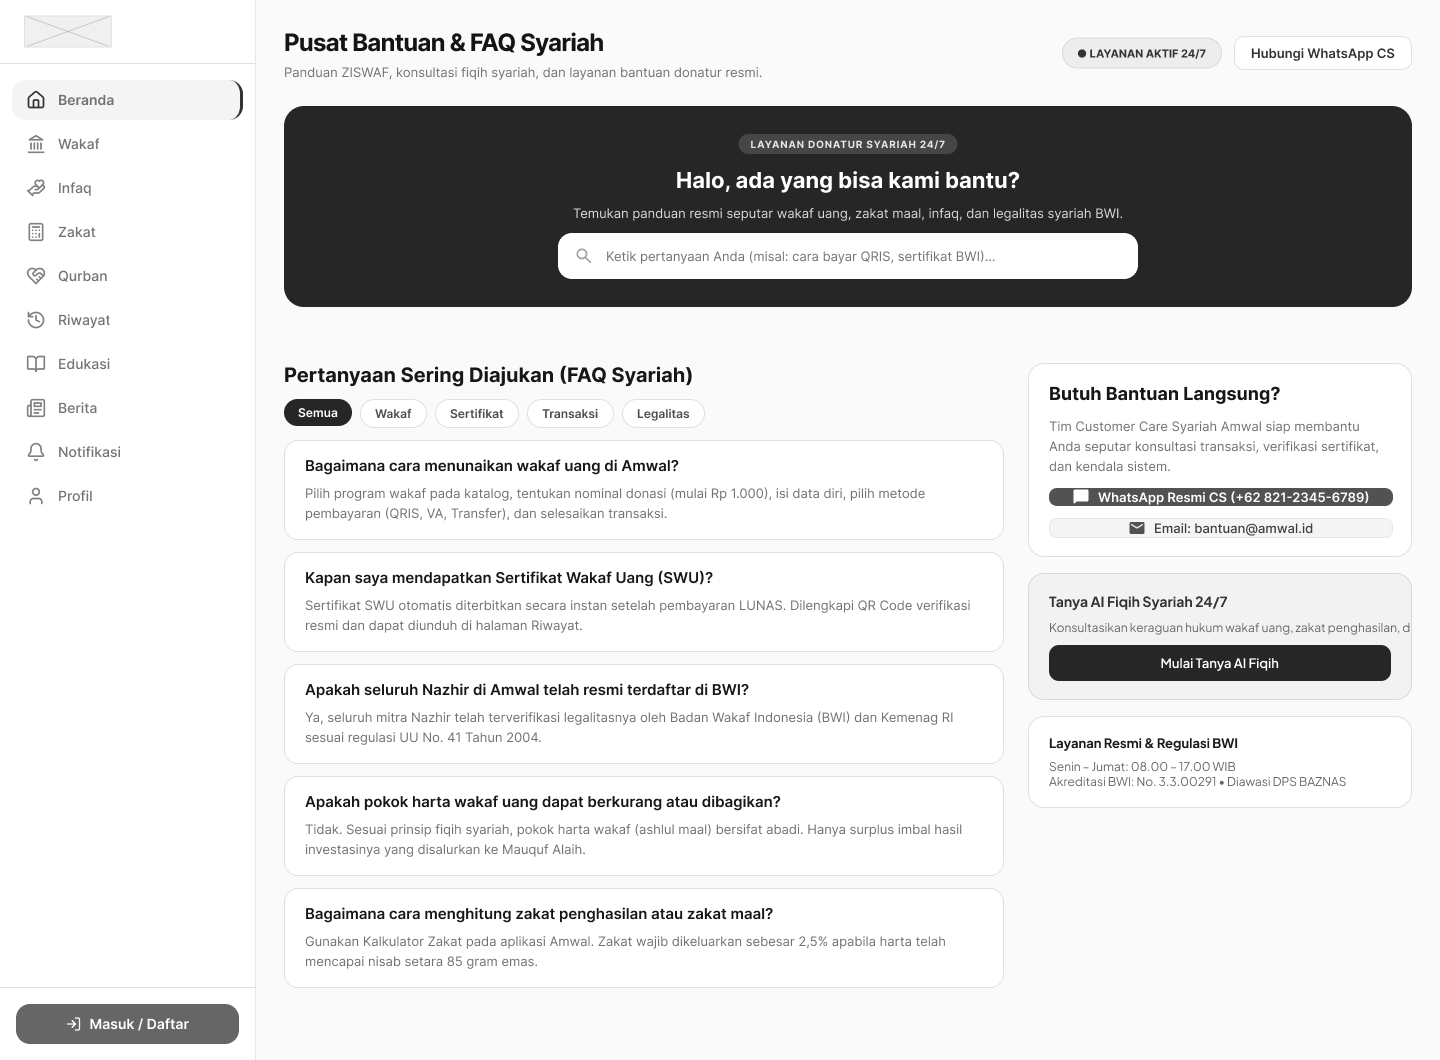 Beranda
Wakaf
Infaq
Zakat
Qurban
Riwayat
Edukasi
Berita
Notifikasi
Profil
Masuk / Daftar
Pusat Bantuan & FAQ Syariah
Panduan ZISWAF, konsultasi fiqih syariah, dan layanan bantuan donatur resmi.
● LAYANAN AKTIF 24/7
Hubungi WhatsApp CS
LAYANAN DONATUR SYARIAH 24/7
Halo, ada yang bisa kami bantu?
Temukan panduan resmi seputar wakaf uang, zakat maal, infaq, dan legalitas syariah BWI.
Ketik pertanyaan Anda (misal: cara bayar QRIS, sertifikat BWI)...
Pertanyaan Sering Diajukan (FAQ Syariah)
Semua
Wakaf
Sertifikat
Transaksi
Legalitas
Bagaimana cara menunaikan wakaf uang di Amwal?
Pilih program wakaf pada katalog, tentukan nominal donasi (mulai Rp 1.000), isi data diri, pilih metode
pembayaran (QRIS, VA, Transfer), dan selesaikan transaksi.
Kapan saya mendapatkan Sertifikat Wakaf Uang (SWU)?
Sertifikat SWU otomatis diterbitkan secara instan setelah pembayaran LUNAS. Dilengkapi QR Code verifikasi
resmi dan dapat diunduh di halaman Riwayat.
Apakah seluruh Nazhir di Amwal telah resmi terdaftar di BWI?
Ya, seluruh mitra Nazhir telah terverifikasi legalitasnya oleh Badan Wakaf Indonesia (BWI) dan Kemenag RI
sesuai regulasi UU No. 41 Tahun 2004.
Apakah pokok harta wakaf uang dapat berkurang atau dibagikan?
Tidak. Sesuai prinsip fiqih syariah, pokok harta wakaf (ashlul maal) bersifat abadi. Hanya surplus imbal hasil
investasinya yang disalurkan ke Mauquf Alaih.
Bagaimana cara menghitung zakat penghasilan atau zakat maal?
Gunakan Kalkulator Zakat pada aplikasi Amwal. Zakat wajib dikeluarkan sebesar 2,5% apabila harta telah
mencapai nisab setara 85 gram emas.
Butuh Bantuan Langsung?
Tim Customer Care Syariah Amwal siap membantu
Anda seputar konsultasi transaksi, verifikasi sertifikat,
dan kendala sistem.
WhatsApp Resmi CS (+62 821-2345-6789)
Email: bantuan@amwal.id
Tanya AI Fiqih Syariah 24/7
Konsultasikan keraguan hukum wakaf uang, zakat penghasilan, d
Mulai Tanya AI Fiqih
Layanan Resmi & Regulasi BWI
Senin – Jumat: 08.00 – 17.00 WIB
Akreditasi BWI: No. 3.3.00291 • Diawasi DPS BAZNAS